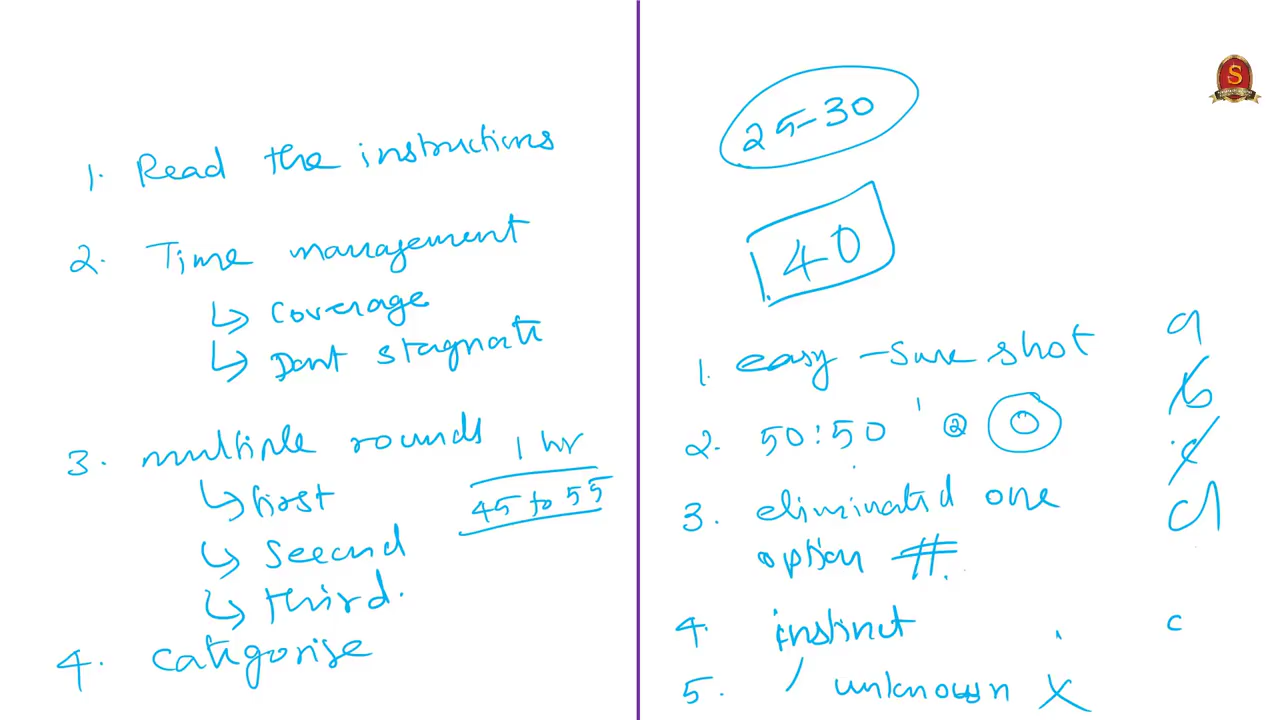 1. Read the instructions
2. Time management
↳ Coverage
↳ Dont stagnate
3. multiple rounds
1 hr
↳ first
45 to 55
↳ Second
↳ third.
4. Categorise
25-30
40
1. easy - Sure shot
2. 50:50 @ O
3. eliminated one
option #.
4. instinct
5. unknown X
a
b
c
d
c
S